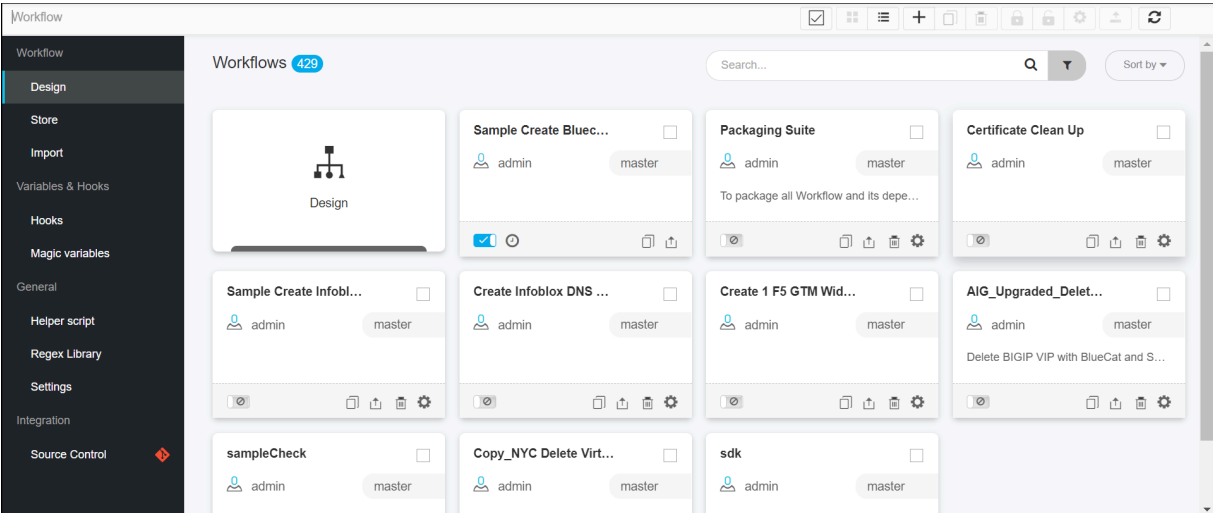 Workflow
Workflow
Design
Store
Import
Variables & Hooks
Hooks
Magic variables
General
Helper script
Regex Library
Settings
Integration
Source Control
Workflows 429
Search...
Sort by
Design
Sample Create Bluec...
admin master
Packaging Suite
admin master
To package all Workflow and its depe...
Certificate Clean Up
admin master
Sample Create Infobl...
admin master
Create Infoblox DNS ...
admin master
Create 1 F5 GTM Wid...
admin master
AIG_Upgraded_Delet...
admin master
Delete BIGIP VIP with BlueCat and S...
sampleCheck
admin master
Copy_NYC Delete Virt...
admin master
sdk
admin master